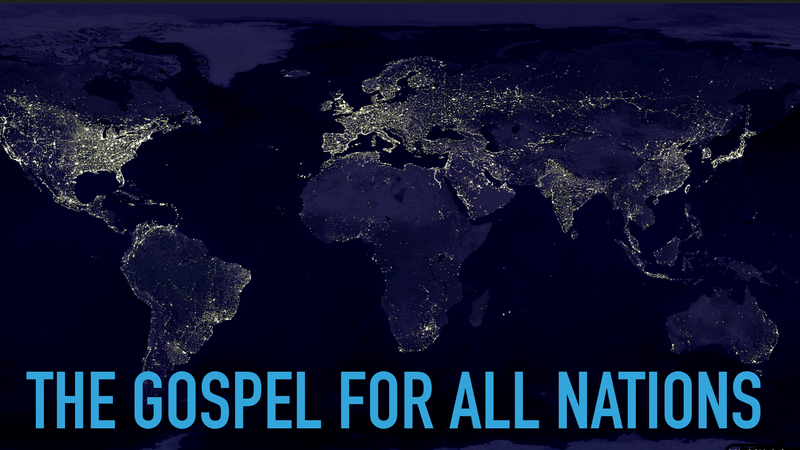 THE GOSPEL FOR ALL NATIONS